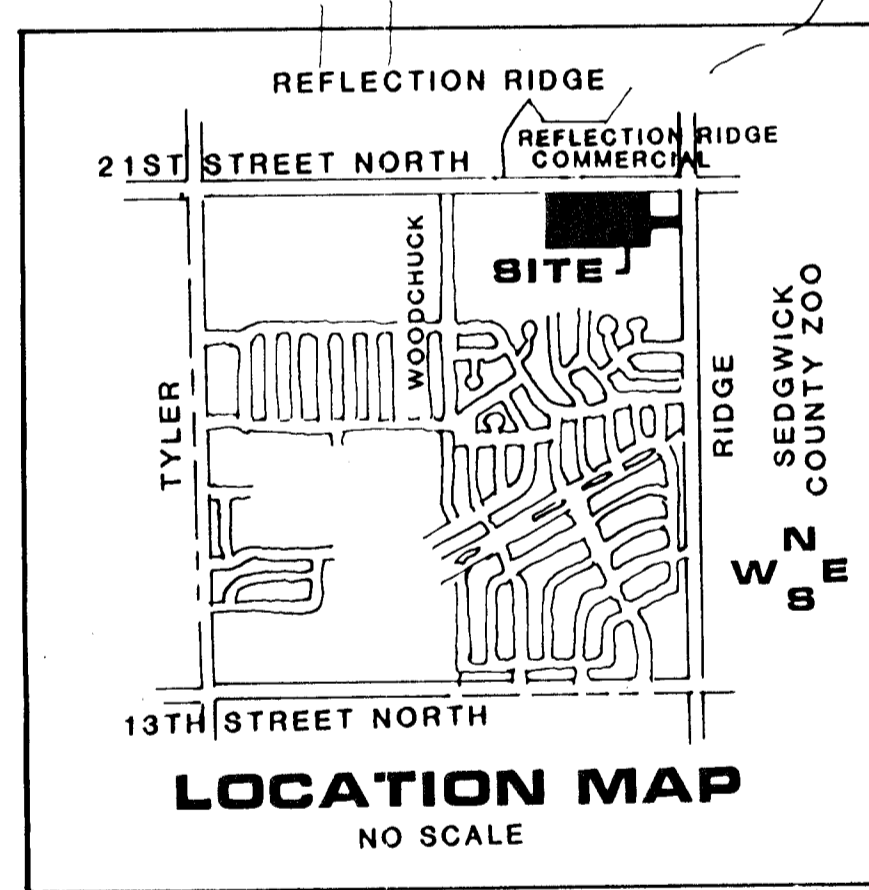 REFLECTION RIDGE
REFLECTION RIDGE
COMMERCIAL
21ST STREET NORTH
WOODCHUCK
SITE
TYLER
RIDGE
SEDGWICK
COUNTY ZOO
N
W E
S
13TH STREET NORTH
LOCATION MAP
NO SCALE